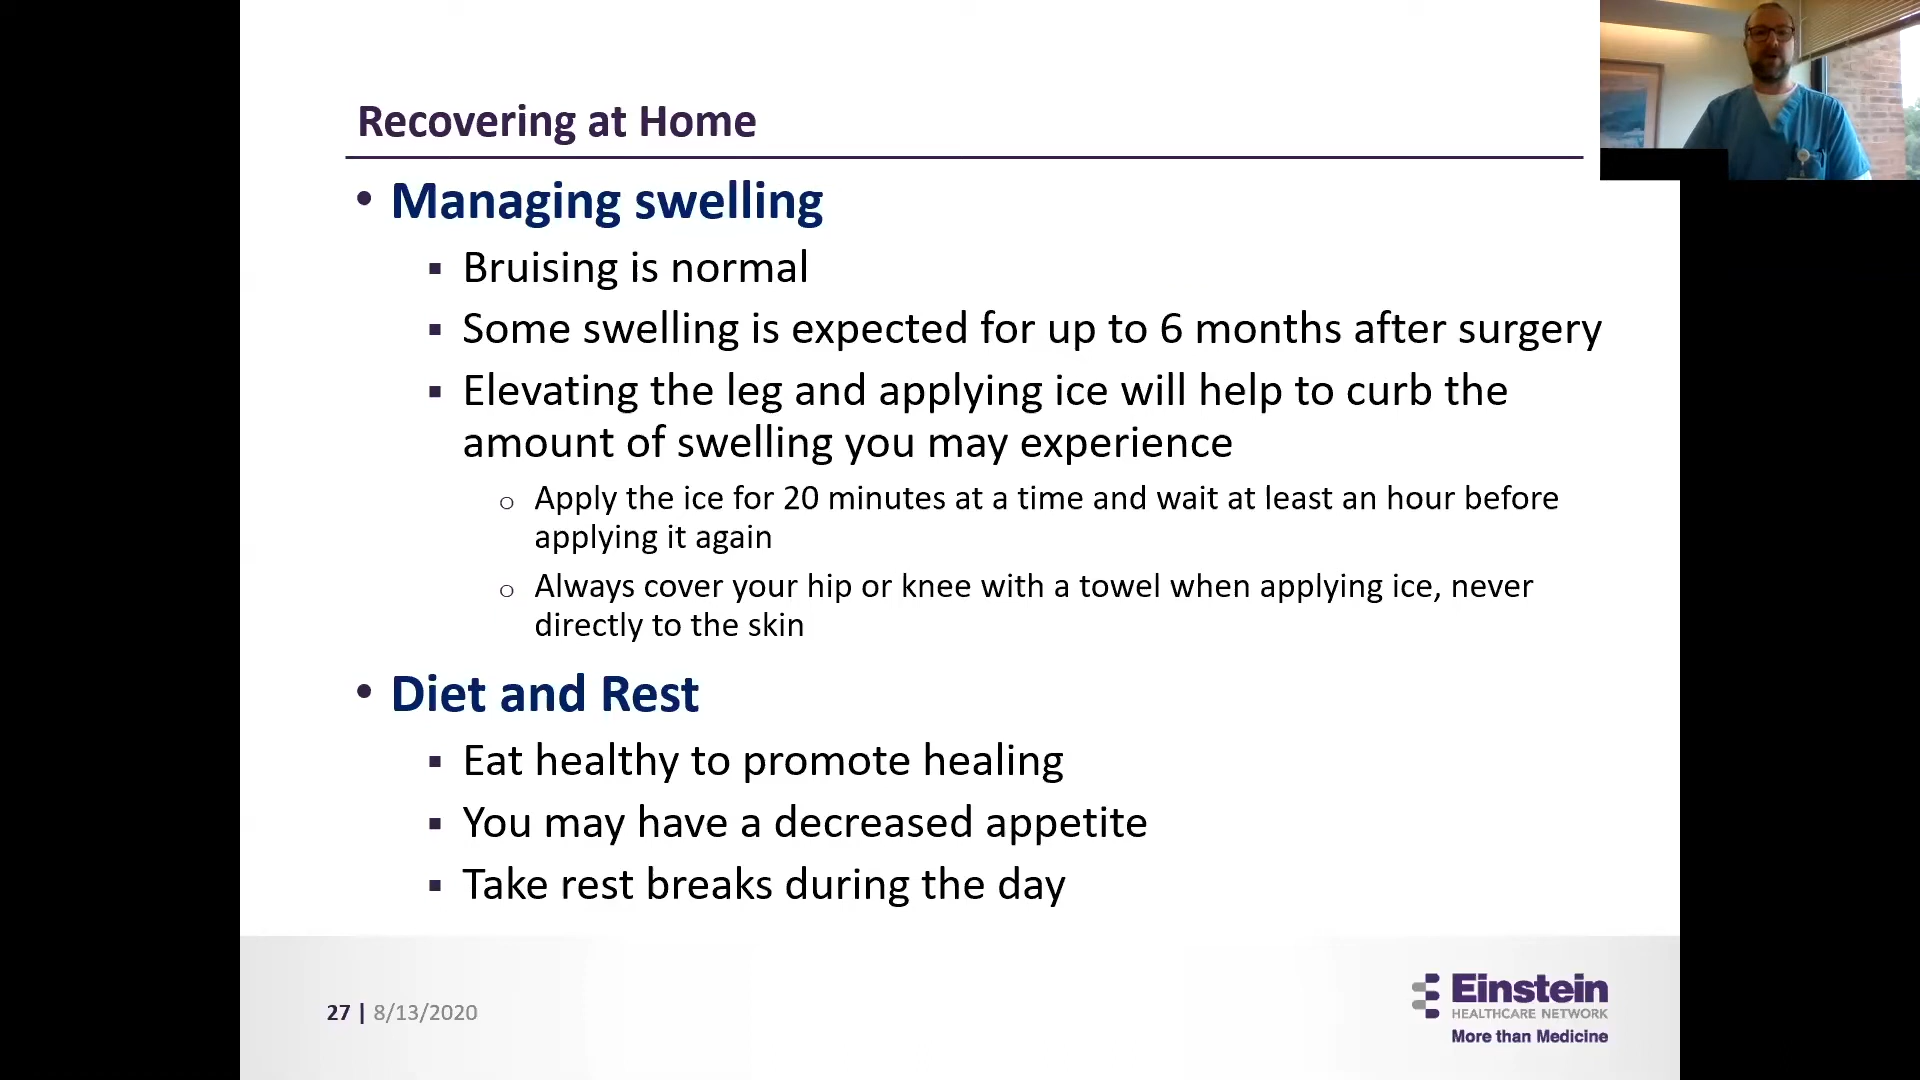 Recovering at Home
• Managing swelling
▪ Bruising is normal
▪ Some swelling is expected for up to 6 months after surgery
▪ Elevating the leg and applying ice will help to curb the
amount of swelling you may experience
o Apply the ice for 20 minutes at a time and wait at least an hour before
applying it again
o Always cover your hip or knee with a towel when applying ice, never
directly to the skin
• Diet and Rest
▪ Eat healthy to promote healing
▪ You may have a decreased appetite
▪ Take rest breaks during the day
27 | 8/13/2020
Einstein
HEALTHCARE NETWORK
More than Medicine